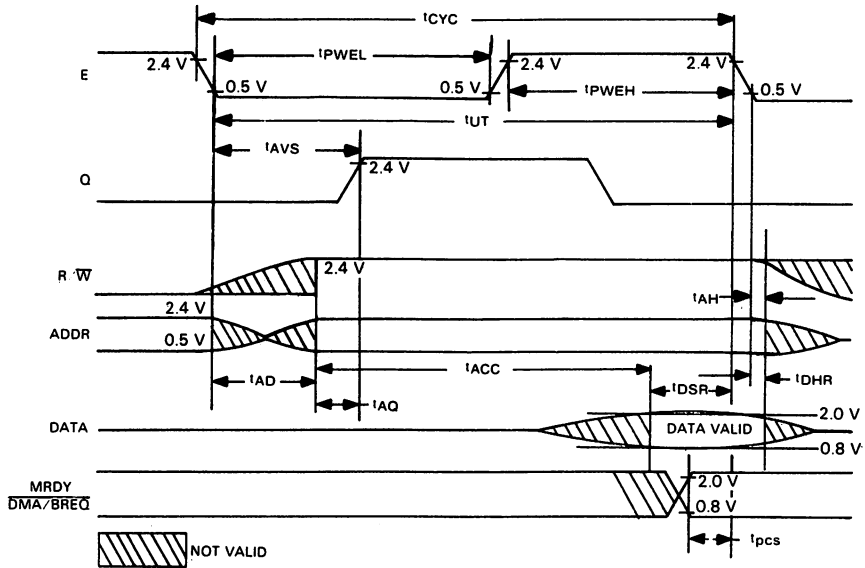 tCYC
tPWEL
E
2.4 V
0.5 V
0.5 V
2.4 V
2.4 V
0.5 V
tPWEH
tUT
tAVS
Q
2.4 V
R/W̅
2.4 V
tAH
2.4 V
ADDR
0.5 V
tAD
tACC
tAQ
tDSR
tDHR
DATA
DATA VALID
2.0 V
0.8 V
MRDY
DMA/BREQ
2.0 V
0.8 V
tpcs
NOT VALID